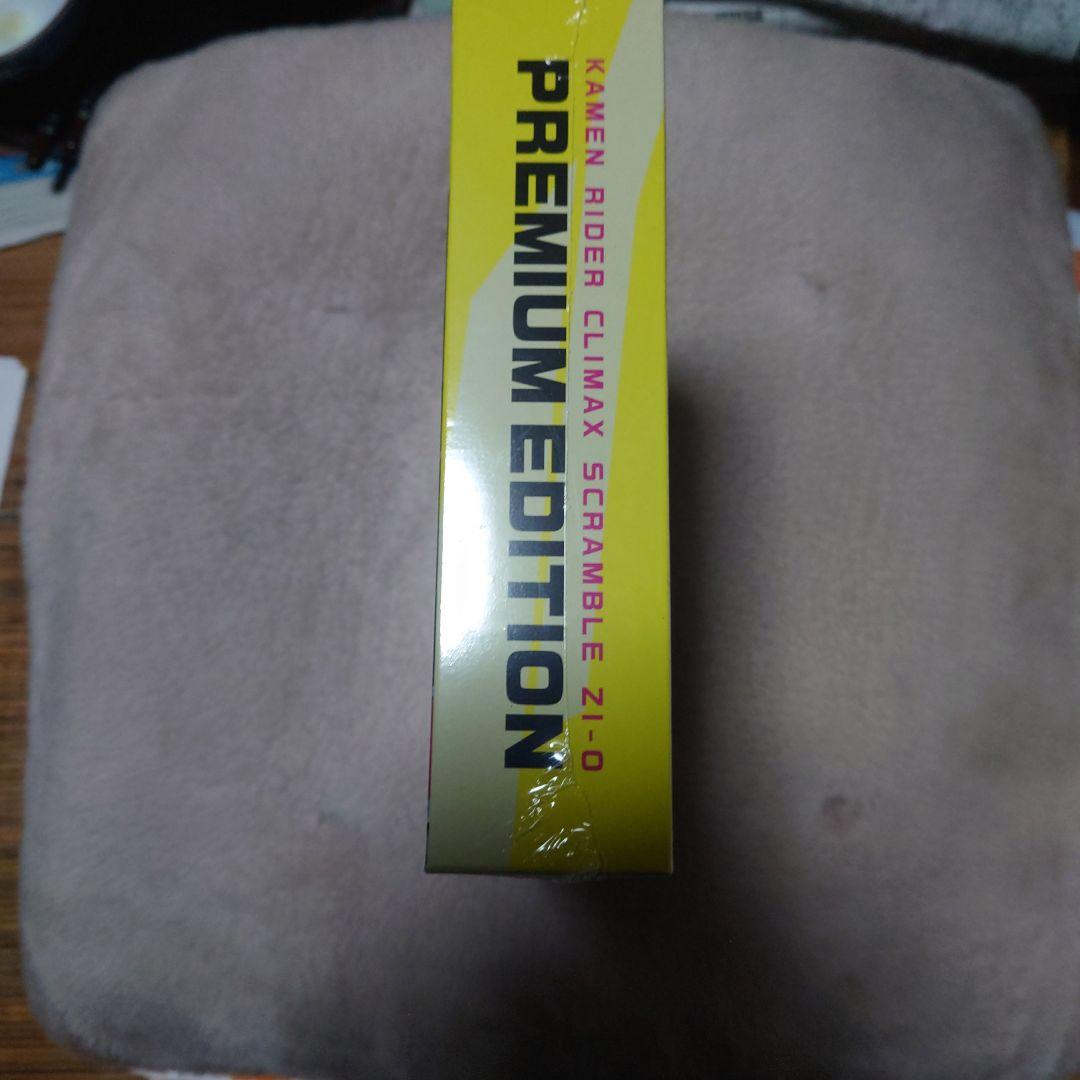 KAMEN RIDER CLIMAX SCRAMBLE ZI-O
PREMIUM EDITION